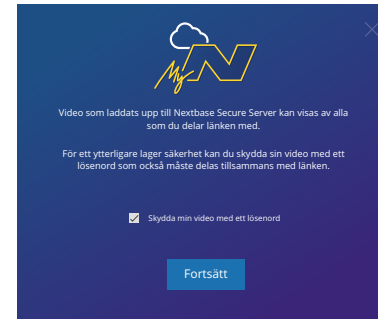 My N
Video som laddats upp till Nextbase Secure Server kan visas av alla
som du delar länken med.
För ett ytterligare lager säkerhet kan du skydda sin video med ett
lösenord som också måste delas tillsammans med länken.
Skydda min video med ett lösenord
Fortsätt